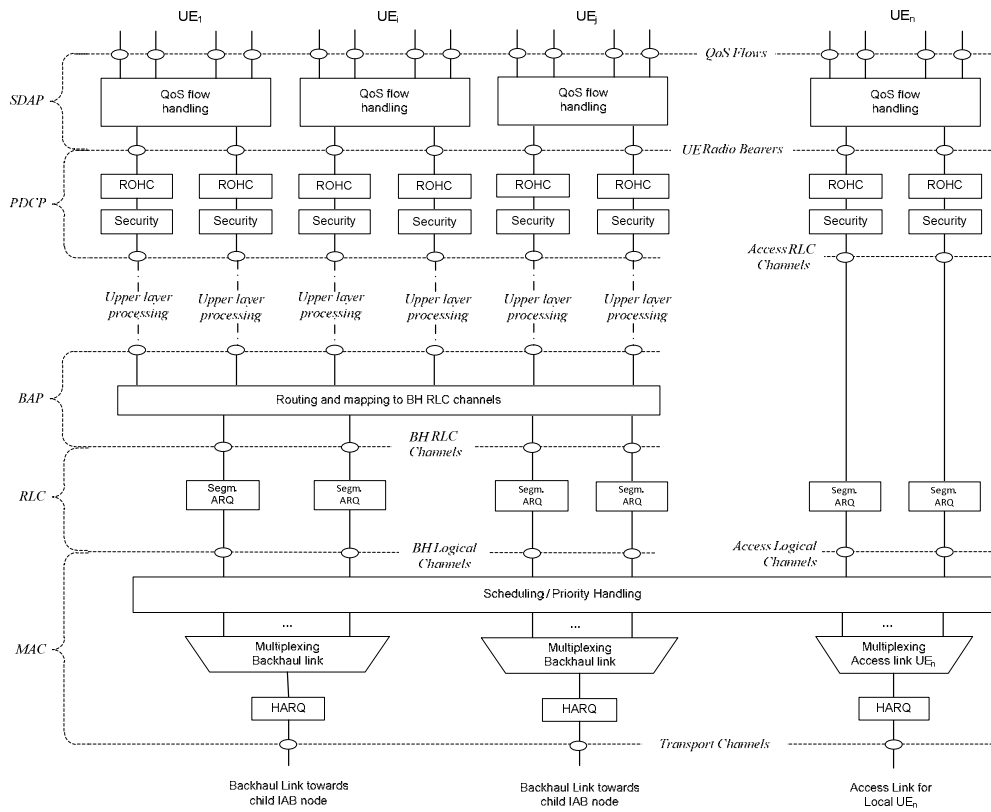 UE1 UEi UEj UEn
QoS Flows
SDAP
QoS flow handling QoS flow handling QoS flow handling QoS flow handling
UE Radio Bearers
PDCP
ROHC ROHC ROHC ROHC ROHC ROHC ROHC ROHC
Security Security Security Security Security Security Security Security
Access RLC
Channels
Upper layer Upper layer Upper layer Upper layer Upper layer Upper layer
processing processing processing processing processing processing
BAP
Routing and mapping to BH RLC channels
BH RLC
Channels
RLC
Segm. Segm. Segm. Segm. Segm. Segm.
ARQ ARQ ARQ ARQ ARQ ARQ
BH Logical Access Logical
Channels Channels
Scheduling / Priority Handling
... ... ...
MAC
Multiplexing Multiplexing Multiplexing
Backhaul link Backhaul link Access link UEn
HARQ HARQ HARQ
Transport Channels
Backhaul Link towards Backhaul Link towards Access Link for
child IAB node child IAB node Local UEn